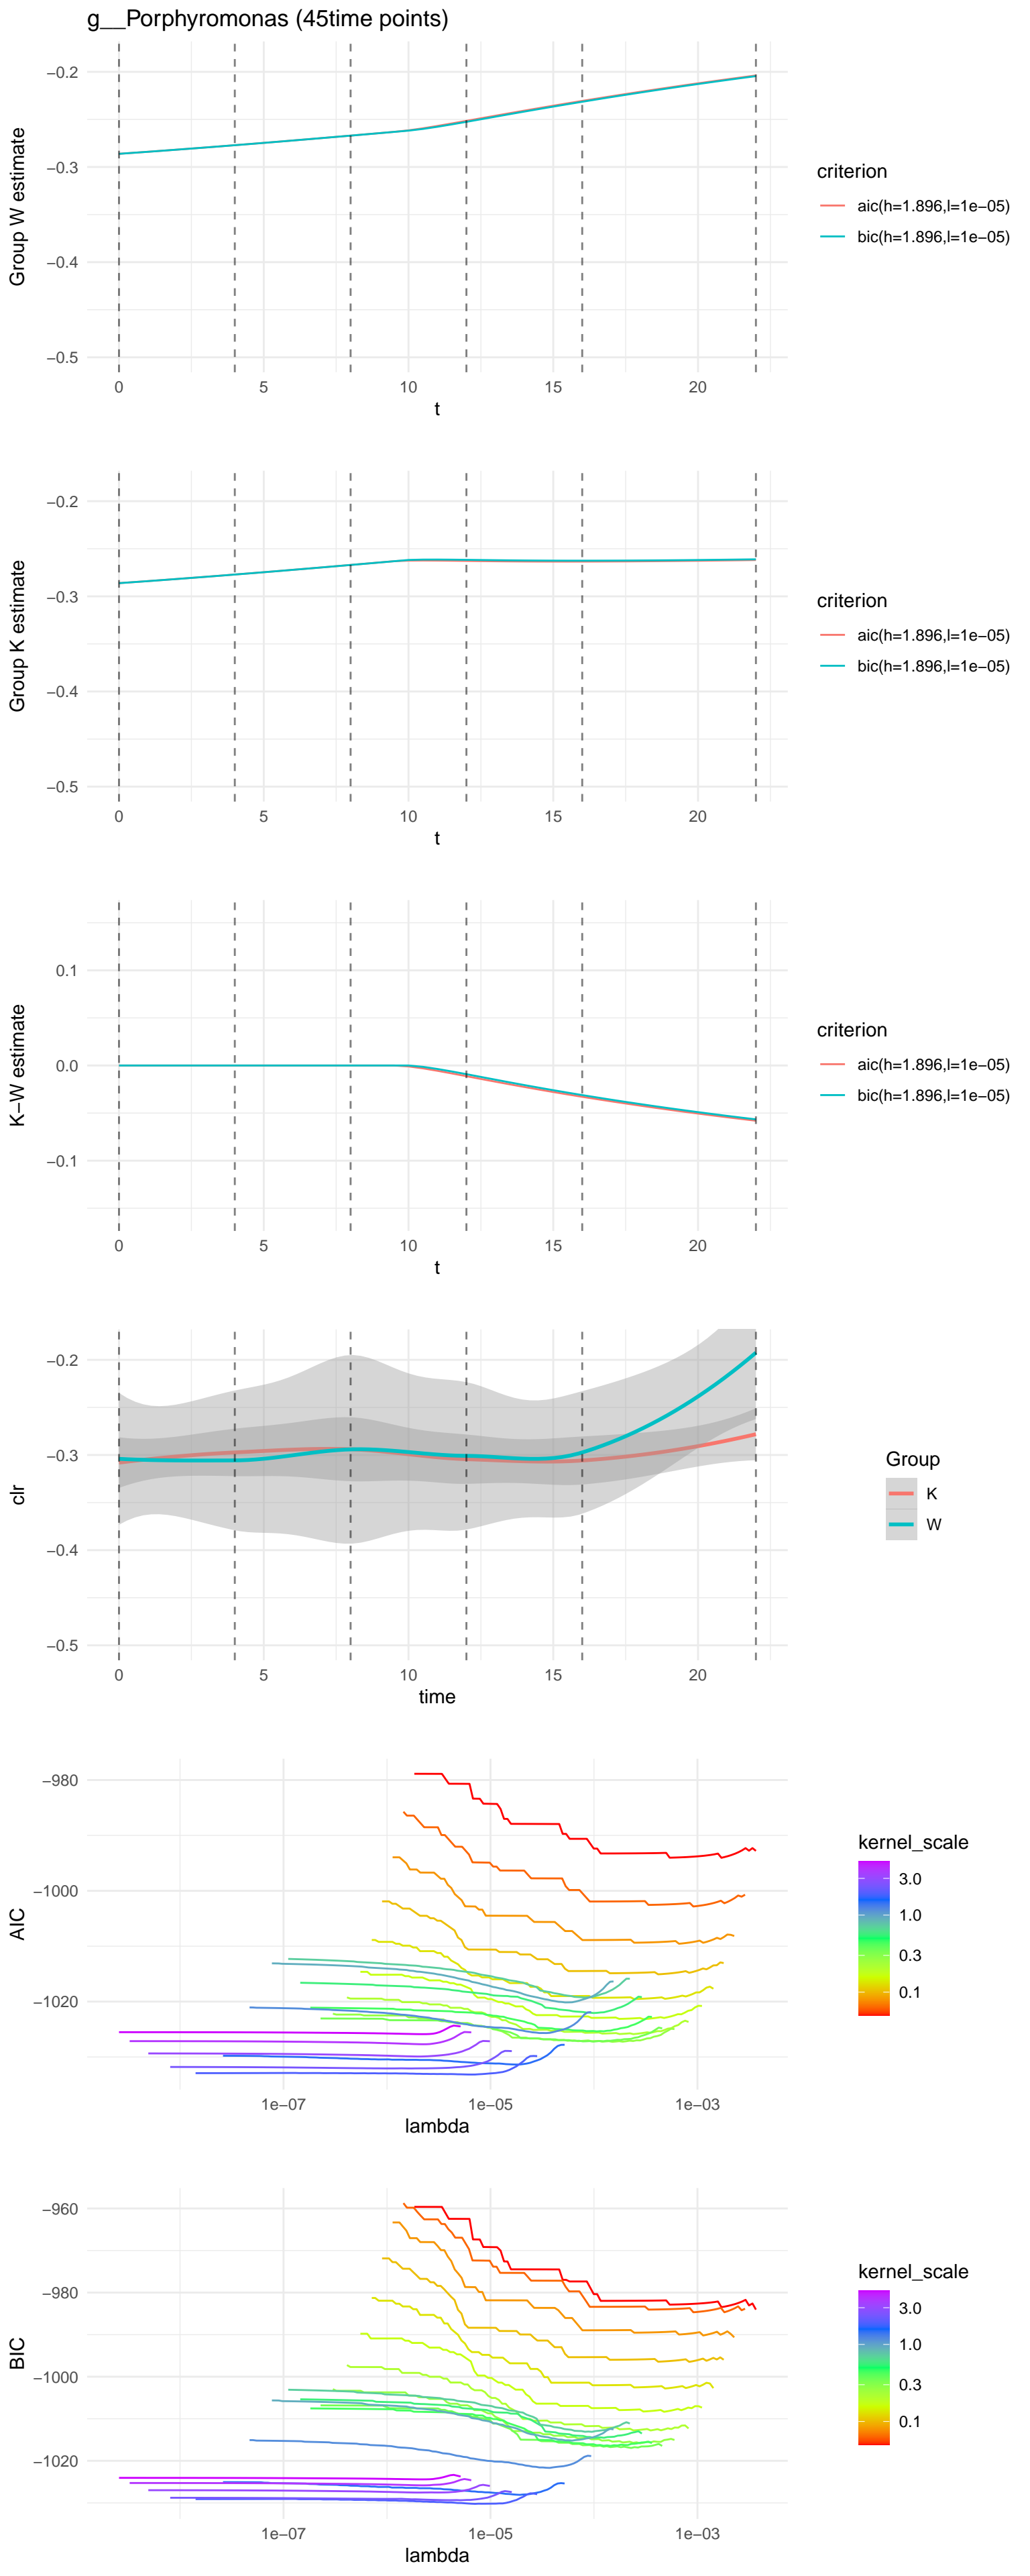 g__Porphyromonas (45time points)
Group W estimate
−0.2
−0.3
−0.4
−0.5
0 5 10 15 20
t
criterion
aic(h=1.896,l=1e−05)
bic(h=1.896,l=1e−05)
Group K estimate
−0.2
−0.3
−0.4
−0.5
0 5 10 15 20
t
criterion
aic(h=1.896,l=1e−05)
bic(h=1.896,l=1e−05)
K−W estimate
0.1
0.0
−0.1
0 5 10 15 20
t
criterion
aic(h=1.896,l=1e−05)
bic(h=1.896,l=1e−05)
clr
−0.2
−0.3
−0.4
−0.5
0 5 10 15 20
time
Group
K
W
AIC
−980
−1000
−1020
1e−07 1e−05 1e−03
lambda
kernel_scale
3.0
1.0
0.3
0.1
BIC
−960
−980
−1000
−1020
1e−07 1e−05 1e−03
lambda
kernel_scale
3.0
1.0
0.3
0.1